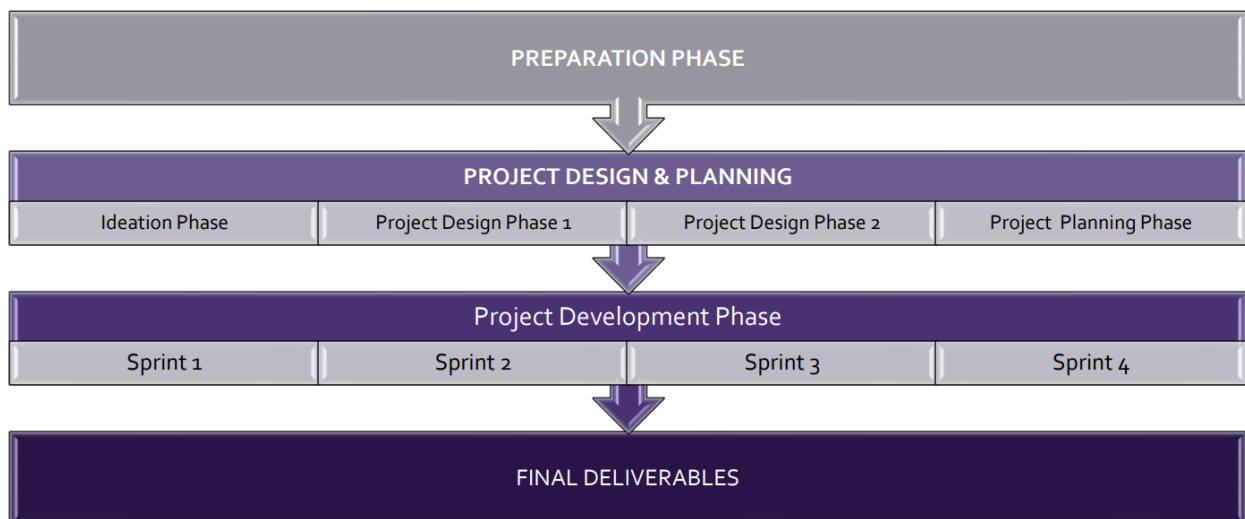 PREPARATION PHASE
PROJECT DESIGN & PLANNING
Ideation Phase
Project Design Phase 1
Project Design Phase 2
Project Planning Phase
Project Development Phase
Sprint 1
Sprint 2
Sprint 3
Sprint 4
FINAL DELIVERABLES